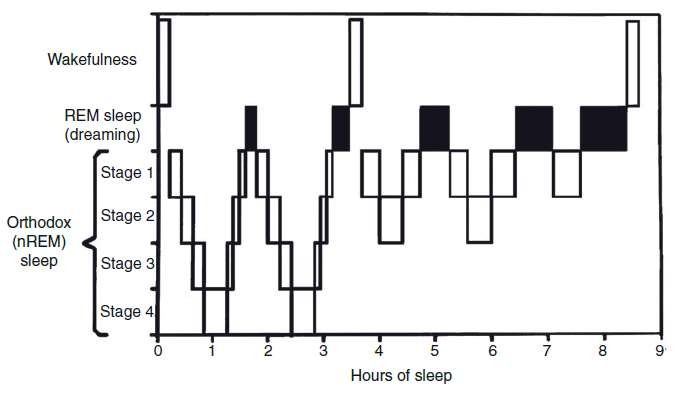 Wakefulness
REM sleep
(dreaming)
Stage 1
Stage 2
Orthodox
(nREM)
sleep
Stage 3
Stage 4
0 1 2 3 4 5 6 7 8 9
Hours of sleep